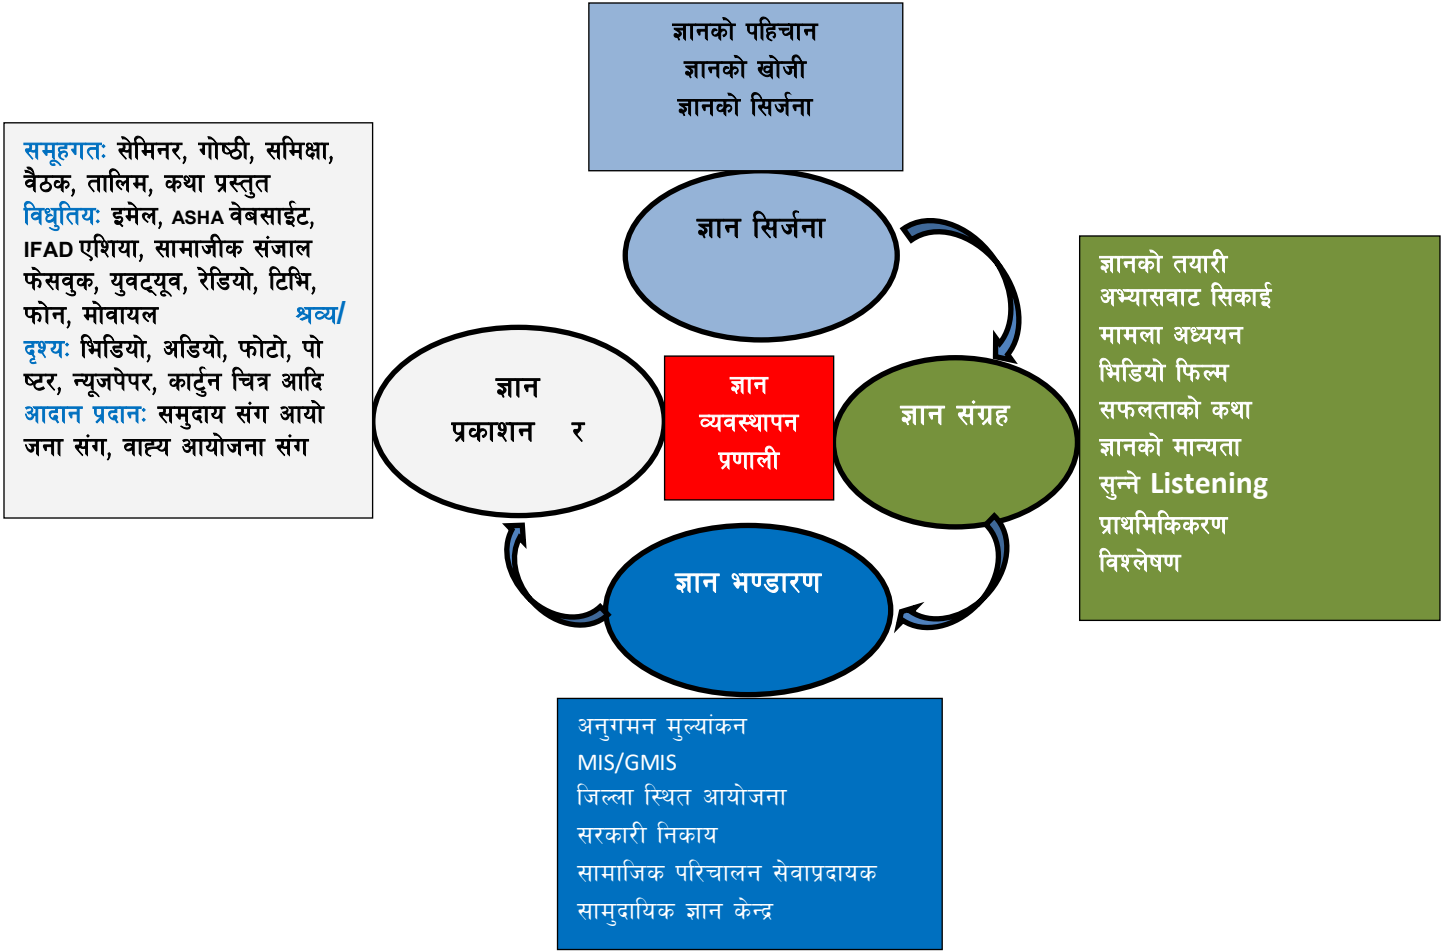 ज्ञानको पहिचान
ज्ञानको खोजी
ज्ञानको सिर्जना
ज्ञान सिर्जना
समूहगतः सेमिनर, गोष्ठी, समिक्षा,
वैठक, तालिम, कथा प्रस्तुत
विधुतियः इमेल, ASHA वेबसाईट,
IFAD एशिया, सामाजीक संजाल
फेसवुक, युवट्यूव, रेडियो, टिभि,
फोन, मोवायल श्रव्य/
दृश्यः भिडियो, अडियो, फोटो, पो
ष्टर, न्यूजपेपर, कार्टुन चित्र आदि
आदान प्रदानः समुदाय संग आयो
जना संग, वाह्य आयोजना संग
ज्ञान
प्रकाशन र
ज्ञान
व्यवस्थापन
प्रणाली
ज्ञान संग्रह
ज्ञानको तयारी
अभ्यासवाट सिकाई
मामला अध्ययन
भिडियो फिल्म
सफलताको कथा
ज्ञानको मान्यता
सुन्ने Listening
प्राथमिकिकरण
विश्लेषण
ज्ञान भण्डारण
अनुगमन मुल्यांकन
MIS/GMIS
जिल्ला स्थित आयोजना
सरकारी निकाय
सामाजिक परिचालन सेवाप्रदायक
सामुदायिक ज्ञान केन्द्र